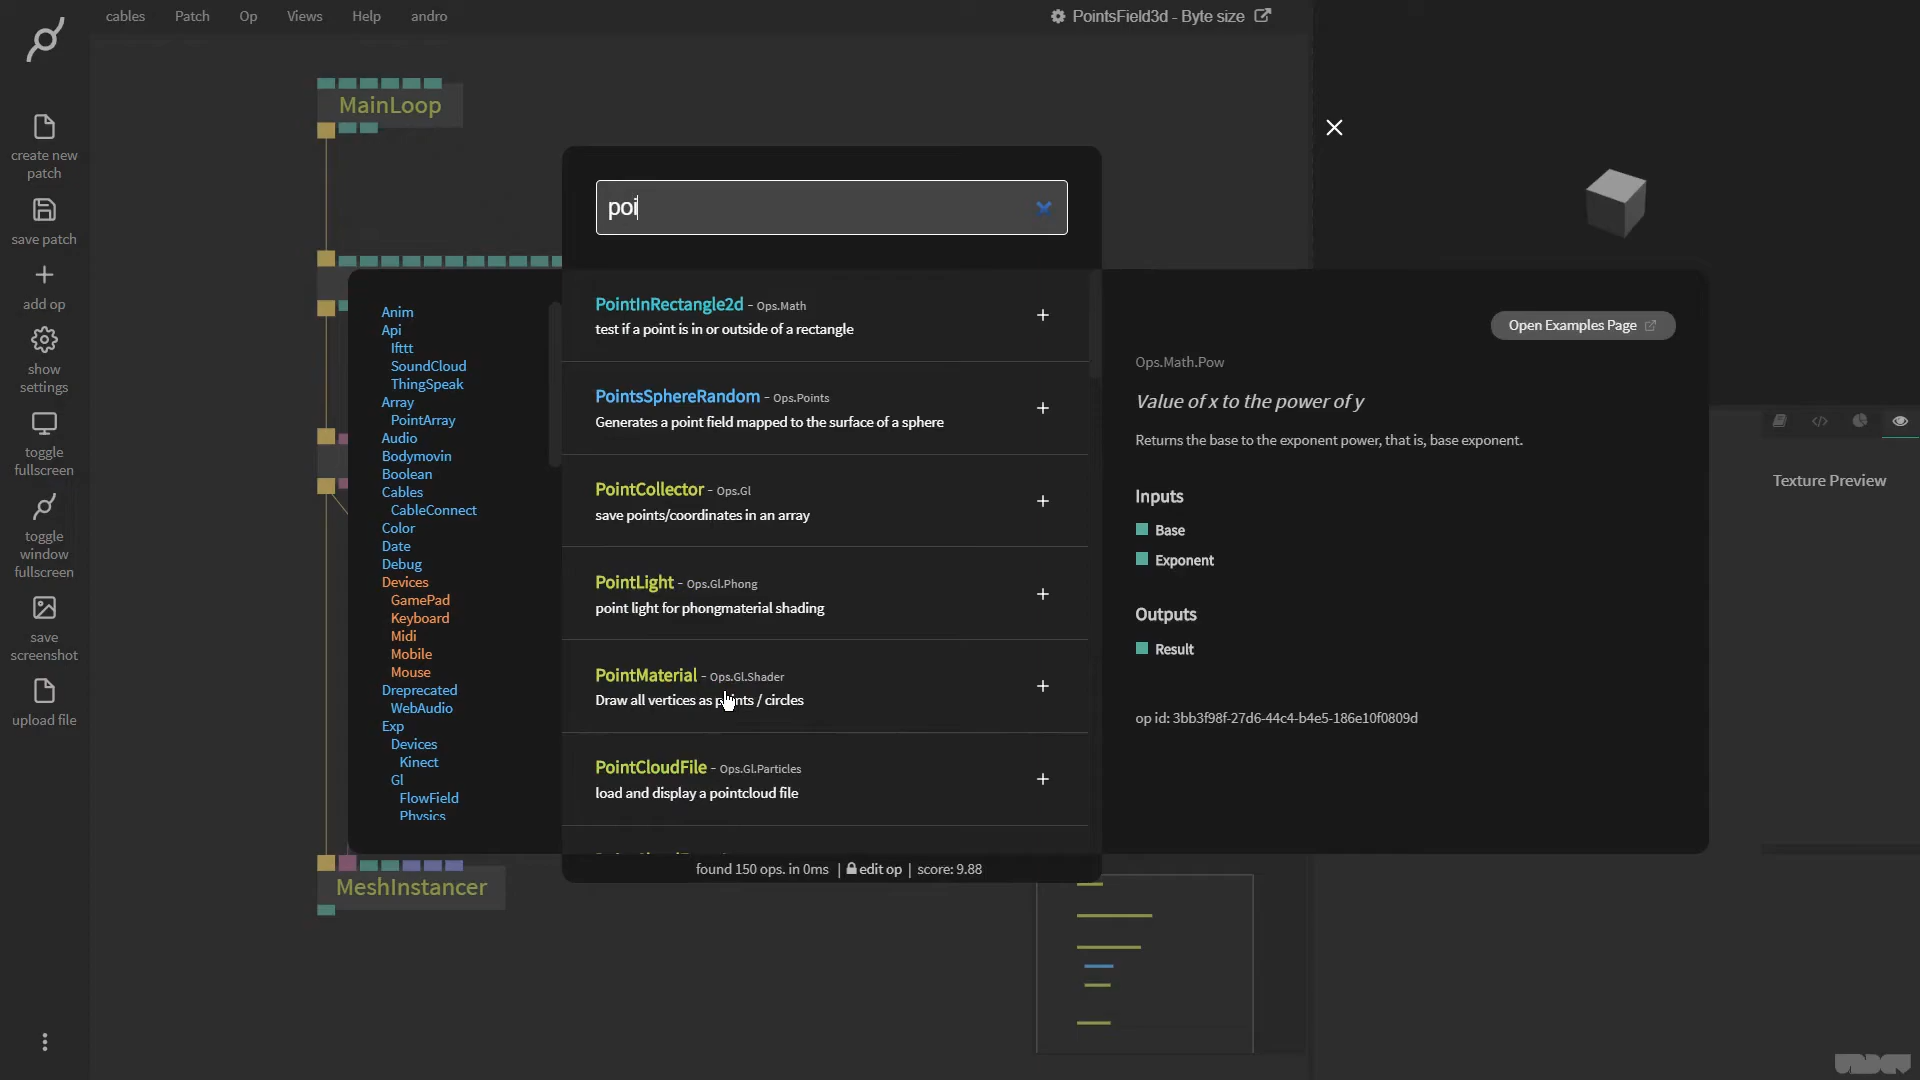 cables
Patch
Op
Views
Help
andro
PointsField3d - Byte size
MainLoop
create new
patch
save patch
add op
show
settings
toggle
fullscreen
toggle
window
fullscreen
save
screenshot
upload file
poi
Anim
Api
Ifttt
SoundCloud
ThingSpeak
Array
PointArray
Audio
Bodymovin
Boolean
Cables
CableConnect
Color
Date
Debug
Devices
GamePad
Keyboard
Midi
Mobile
Mouse
Dreprecated
WebAudio
Exp
Devices
Kinect
Gl
FlowField
Physics
PointInRectangle2d - Ops.Math
test if a point is in or outside of a rectangle
PointsSphereRandom - Ops.Points
Generates a point field mapped to the surface of a sphere
PointCollector - Ops.Gl
save points/coordinates in an array
PointLight - Ops.Gl.Phong
point light for phongmaterial shading
PointMaterial - Ops.Gl.Shader
Draw all vertices as points / circles
PointCloudFile - Ops.Gl.Particles
load and display a pointcloud file
found 150 ops. in 0ms | edit op | score: 9.88
Open Examples Page
Ops.Math.Pow
Value of x to the power of y
Returns the base to the exponent power, that is, base exponent.
Inputs
Base
Exponent
Outputs
Result
op id: 3bb3f98f-27d6-44c4-b4e5-186e10f0809d
Texture Preview
MeshInstancer